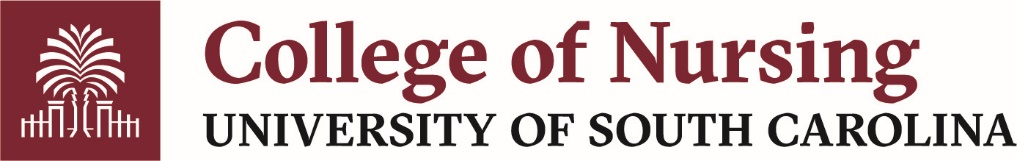 College of Nursing
UNIVERSITY OF SOUTH CAROLINA